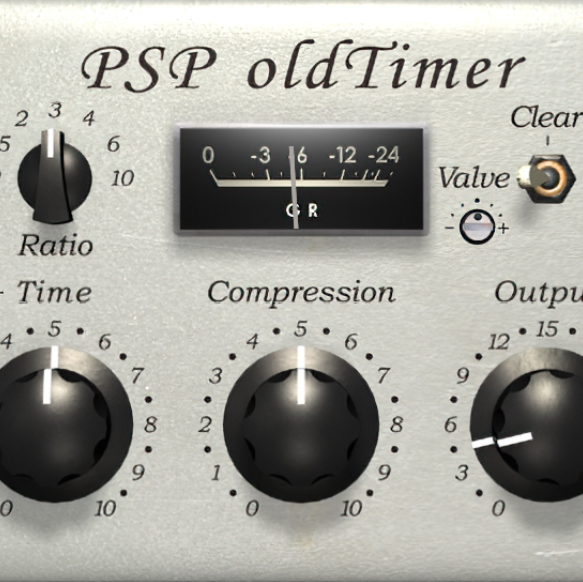 PSP oldTimer
2 3 4
5 6
10
Ratio
0 -3 6 -12 -24
G R
Clear
Valve
- +
Time
4 5 6
7
8
9
0 10
Compression
0 1 2 3 4 5 6 7 8 9 10
Outpu
0 3 6 9 12 15